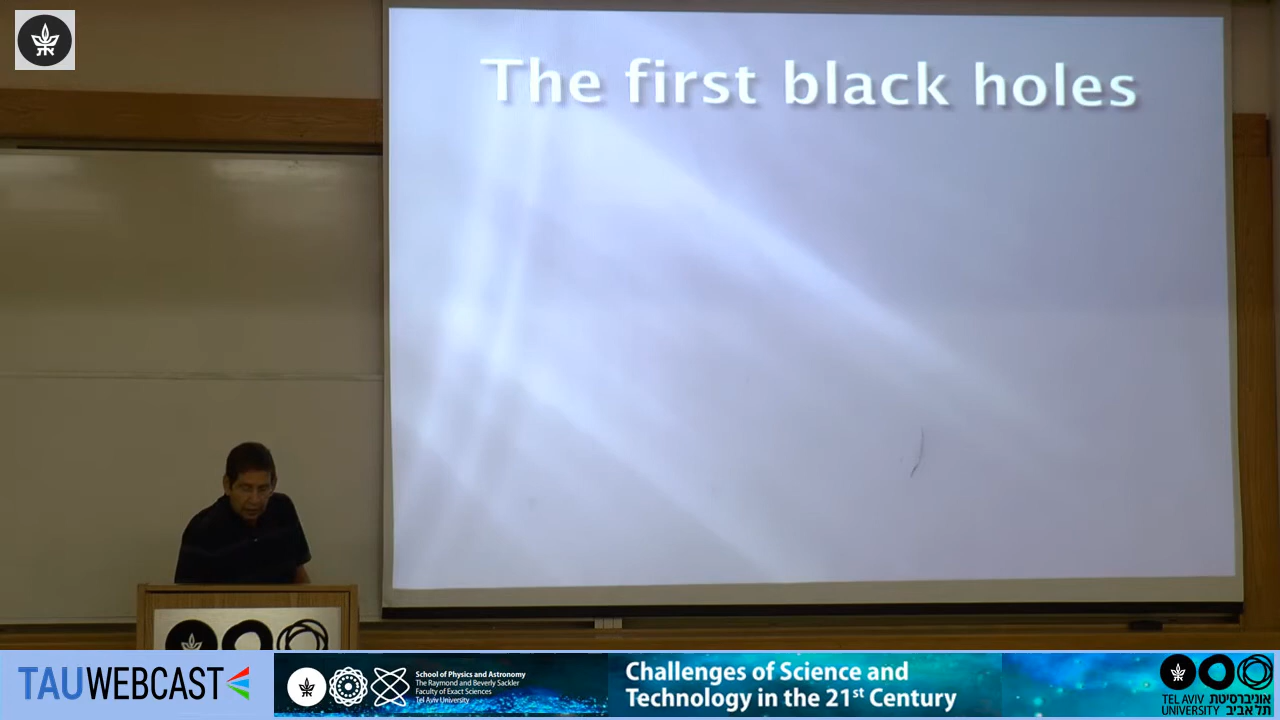 The first black holes
TAUWEBCAST
School of Physics and Astronomy
The Raymond and Beverly Sackler
Faculty of Exact Sciences
Tel Aviv University
Challenges of Science and
Technology in the 21st Century
TEL AVIV אוניברסיטת
UNIVERSITY תל אביב